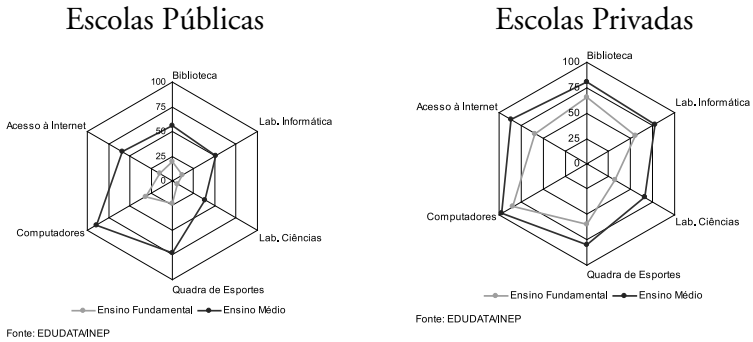 Escolas Públicas
100
Biblioteca
75
Acesso à Internet
Lab. Informática
50
25
0
Computadores
Lab. Ciências
Quadra de Esportes
Ensino Fundamental
Ensino Médio
Fonte: EDUDATA/INEP
Escolas Privadas
Biblioteca
100
75
Acesso à Internet
Lab. Informática
50
25
0
Computadores
Lab. Ciências
Quadra de Esportes
Ensino Fundamental
Ensino Médio
Fonte: EDUDATA/INEP